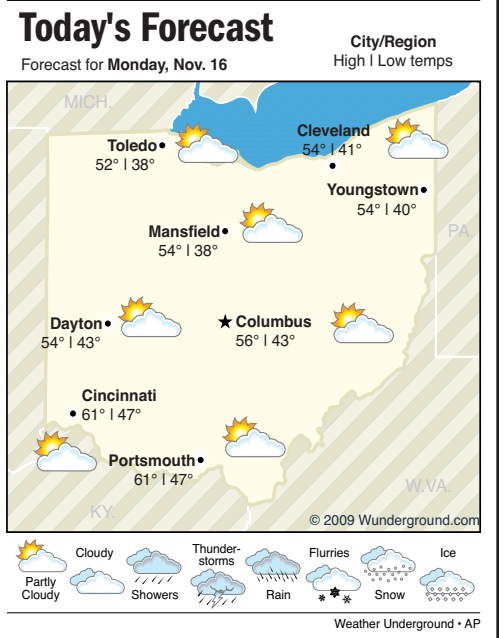 Today's Forecast
Forecast for Monday, Nov. 16
City/Region
High | Low temps
MICH.
Toledo
52° | 38°
Cleveland
54° | 41°
Youngstown
54° | 40°
PA.
Mansfield
54° | 38°
Dayton
54° | 43°
Columbus
56° | 43°
Cincinnati
61° | 47°
Portsmouth
61° | 47°
W.VA.
KY.
© 2009 Wunderground.com
Partly
Cloudy
Cloudy
Showers
Thunder-
storms
Rain
Flurries
Snow
Ice
Weather Underground • AP